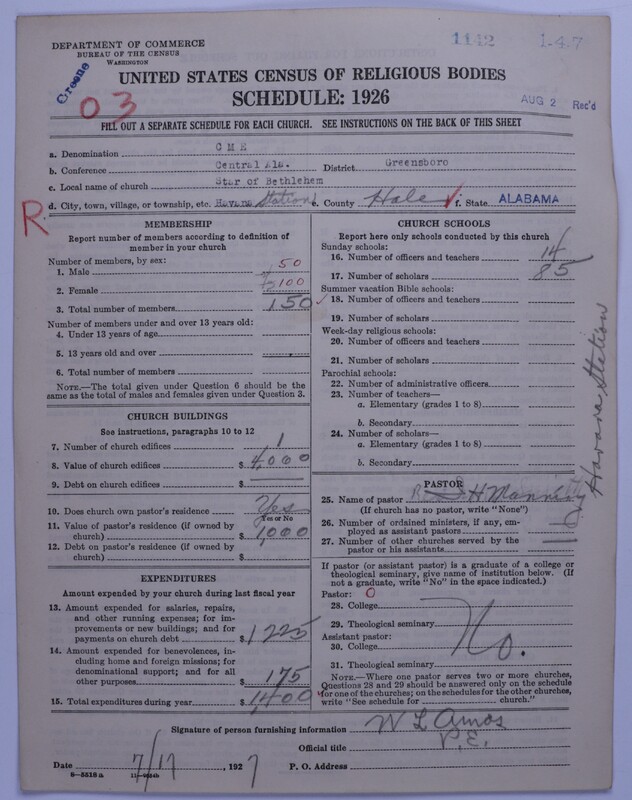 DEPARTMENT OF COMMERCE
BUREAU OF THE CENSUS
WASHINGTON
Greene
03
1142
1-4-7
UNITED STATES CENSUS OF RELIGIOUS BODIES
SCHEDULE: 1926
AUG 2 Rec'd
FILL OUT A SEPARATE SCHEDULE FOR EACH CHURCH. SEE INSTRUCTIONS ON THE BACK OF THIS SHEET
a. Denomination C M E
b. Conference Central Ala. District Greensboro
c. Local name of church Star of Bethlehem
R d. City, town, village, or township, etc. Havana Station e. County Hale f. State ALABAMA
MEMBERSHIP
Report number of members according to definition of
member in your church
Number of members, by sex:
1. Male 50
2. Female 100
3. Total number of members 150
Number of members under and over 13 years old:
4. Under 13 years of age
5. 13 years old and over
6. Total number of members
NOTE.—The total given under Question 6 should be the
same as the total of males and females given under Question 3.
CHURCH BUILDINGS
See instructions, paragraphs 10 to 12
7. Number of church edifices 1
8. Value of church edifices $ 4,000
9. Debt on church edifices $
10. Does church own pastor's residence? Yes
Yes or No
11. Value of pastor's residence (if owned by
church) $ 1,000
12. Debt on pastor's residence (if owned by
church) $
EXPENDITURES
Amount expended by your church during last fiscal year
13. Amount expended for salaries, repairs,
and other running expenses; for im-
provements or new buildings; and for
payments on church debt $ 1225
14. Amount expended for benevolences, in-
cluding home and foreign missions; for
denominational support; and for all
other purposes $ 175
15. Total expenditures during year $ 1400
CHURCH SCHOOLS
Report here only schools conducted by this church
Sunday schools:
16. Number of officers and teachers 14
17. Number of scholars 85
Summer vacation Bible schools:
18. Number of officers and teachers
19. Number of scholars
Week-day religious schools:
20. Number of officers and teachers
21. Number of scholars
Parochial schools:
22. Number of administrative officers
23. Number of teachers—
a. Elementary (grades 1 to 8)
b. Secondary
24. Number of scholars—
a. Elementary (grades 1 to 8)
b. Secondary
Havana Station
PASTOR
25. Name of pastor H Manning
(If church has no pastor, write "None")
26. Number of ordained ministers, if any, em-
ployed as assistant pastors
27. Number of other churches served by the
pastor or his assistants
If pastor (or assistant pastor) is a graduate of a college or
theological seminary, give name of institution below. (If
not a graduate, write "No" in the space indicated.)
Pastor: O
28. College
29. Theological seminary No.
Assistant pastor:
30. College
31. Theological seminary
NOTE.—Where one pastor serves two or more churches,
Questions 28 and 29 should be answered only on the schedule
for one of the churches; on the schedules for the other churches,
write "See schedule for church."
Signature of person furnishing information W L Amos
Official title P.E.
Date 7/17, 1927 P. O. Address
8-5518 a